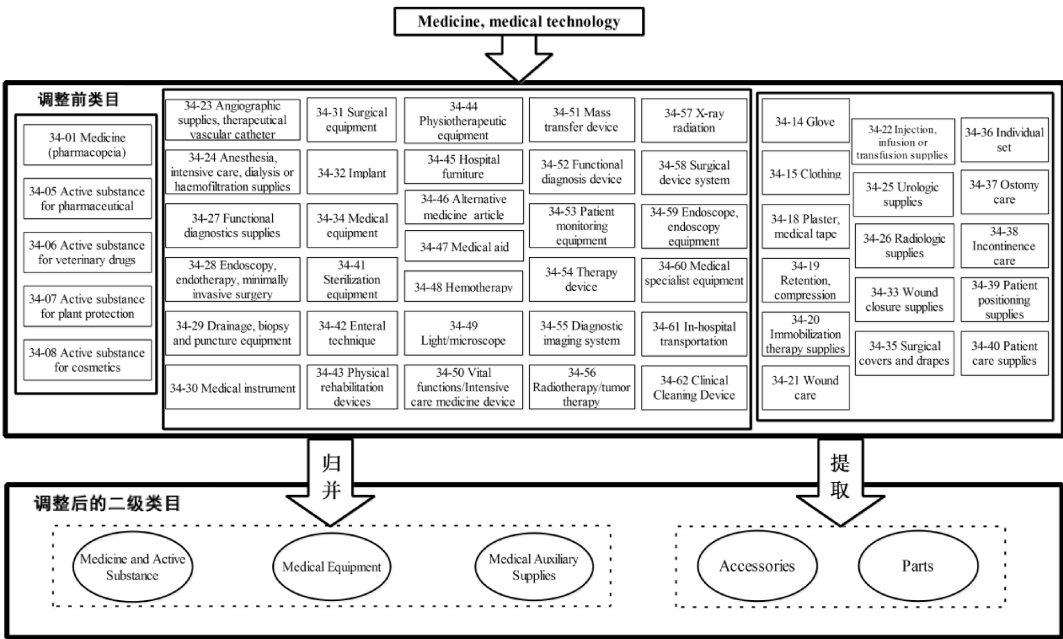 Medicine, medical technology
调整前类目
34-01 Medicine
(pharmacopeia)
34-05 Active substance
for pharmaceutical
34-06 Active substance
for veterinary drugs
34-07 Active substance
for plant protection
34-08 Active substance
for cosmetics
34-23 Angiographic
supplies, therapeutical
vascular catheter
34-24 Anesthesia,
intensive care, dialysis or
haemofiltration supplies
34-27 Functional
diagnostics supplies
34-28 Endoscopy,
endotherapy, minimally
invasive surgery
34-29 Drainage, biopsy
and puncture equipment
34-30 Medical instrument
34-31 Surgical
equipment
34-32 Implant
34-34 Medical
equipment
34-41
Sterilization
equipment
34-42 Enteral
technique
34-43 Physical
rehabilitation
devices
34-44
Physiotherapeutic
equipment
34-45 Hospital
furniture
34-46 Alternative
medicine article
34-47 Medical aid
34-48 Hemotherapy
34-49
Light/microscope
34-50 Vital
functions/Intensive
care medicine device
34-51 Mass
transfer device
34-52 Functional
diagnosis device
34-53 Patient
monitoring
equipment
34-54 Therapy
device
34-55 Diagnostic
imaging system
34-56
Radiotherapy/tumor
therapy
34-57 X-ray
radiation
34-58 Surgical
device system
34-59 Endoscope,
endoscopy
equipment
34-60 Medical
specialist equipment
34-61 In-hospital
transportation
34-62 Clinical
Cleaning Device
34-14 Glove
34-15 Clothing
34-18 Plaster,
medical tape
34-19
Retention,
compression
34-20
Immobilization
therapy supplies
34-21 Wound
care
34-22 Injection,
infusion or
transfusion supplies
34-25 Urologic
supplies
34-26 Radiologic
supplies
34-33 Wound
closure supplies
34-35 Surgical
covers and drapes
34-36 Individual
set
34-37 Ostomy
care
34-38
Incontinence
care
34-39 Patient
positioning
supplies
34-40 Patient
care supplies
归
并
提
取
调整后的二级类目
Medicine and Active
Substance
Medical Equipment
Medical Auxiliary
Supplies
Accessories
Parts